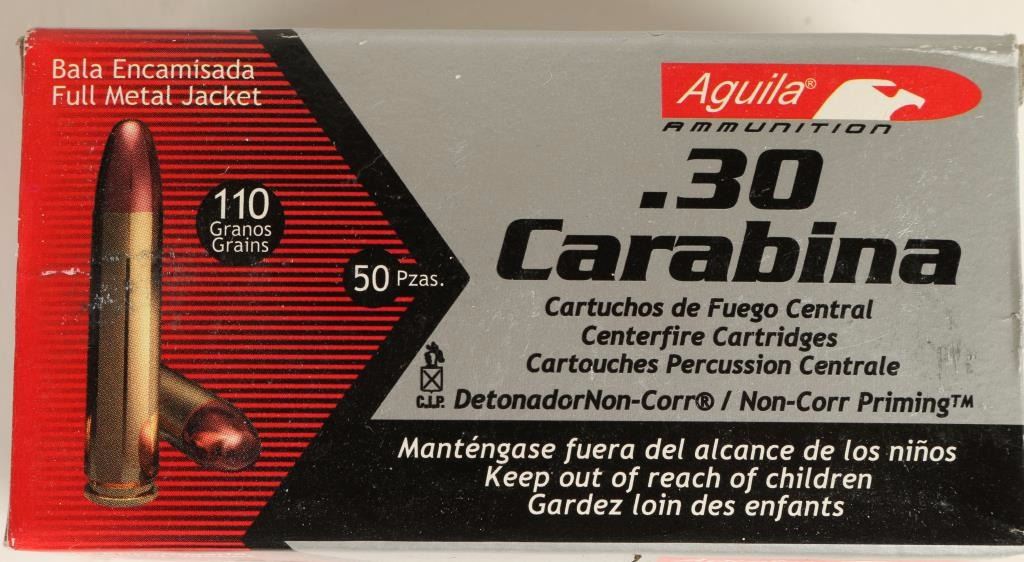 Bala Encamisada
Full Metal Jacket
110
Granos
Grains
50 Pzas.
Aguila®
AMMUNITION
.30
Carabina
Cartuchos de Fuego Central
Centerfire Cartridges
Cartouches Percussion Centrale
C.I.P.
DetonadorNon-Corr® / Non-Corr Priming™
Manténgase fuera del alcance de los niños
Keep out of reach of children
Gardez loin des enfants